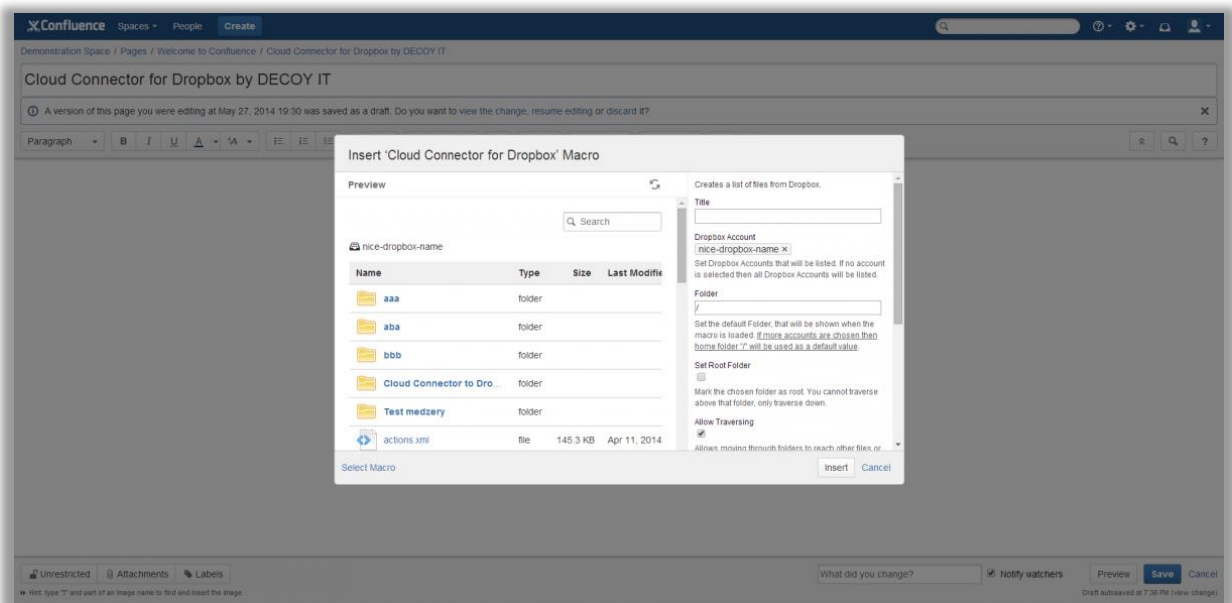 Confluence Spaces People Create
Demonstration Space / Pages / Welcome to Confluence / Cloud Connector for Dropbox by DECOY IT
Cloud Connector for Dropbox by DECOY IT
A version of this page you were editing at May 27, 2014 19:30 was saved as a draft. Do you want to view the change, resume editing or discard it?
Paragraph B I U A
Insert 'Cloud Connector for Dropbox' Macro
Preview
Search
nice-dropbox-name
Name Type Size Last Modifie
aaa folder
aba folder
bbb folder
Cloud Connector to Dro... folder
Test medzery folder
actions.xml file 145.3 KB Apr 11, 2014
Creates a list of files from Dropbox.
Title
Dropbox Account
nice-dropbox-name ×
Set Dropbox Accounts that will be listed. If no account
is selected then all Dropbox Accounts will be listed.
Folder
/
Set the default Folder, that will be shown when the
macro is loaded. If more accounts are chosen then
home folder "/" will be used as a default value.
Set Root Folder
Mark the chosen folder as root. You cannot traverse
above that folder, only traverse down.
Allow Traversing
Allows moving through folders to reach other files or
Select Macro
Insert Cancel
Unrestricted Attachments Labels
What did you change? Notify watchers Preview Save Cancel
and part of an image name to find and insert the image.
Draft autosaved at 7:36 PM (view change)